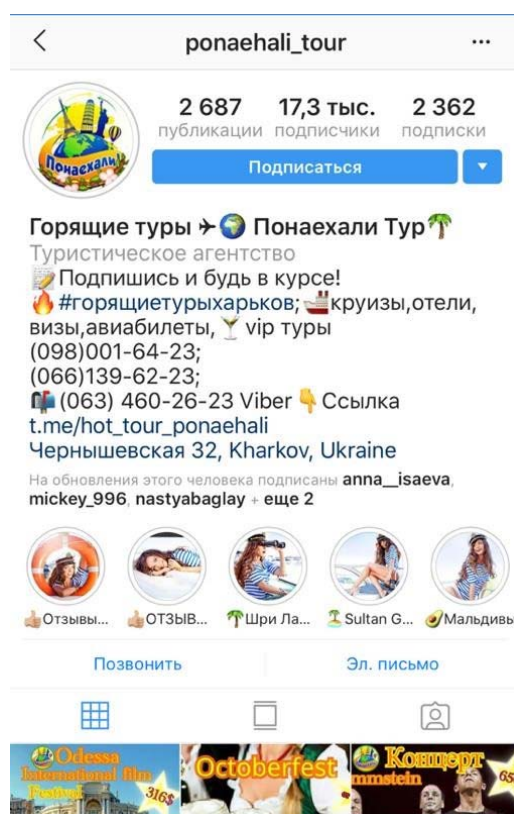 ponaehali_tour
2 687 17,3 тыс. 2 362
публикации подписчики подписки
Понаехали!
Подписаться
Горящие туры ✈🌍 Понаехали Тур🌴
Туристическое агентство
📝Подпишись и будь в курсе!
🔥 #горящиетурыхарьков; 🚢круизы,отели,
визы,авиабилеты, 🍸 vip туры
(098)001-64-23;
(066)139-62-23;
📬 (063) 460-26-23 Viber 👇 Ссылка
t.me/hot_tour_ponaehali
Чернышевская 32, Kharkov, Ukraine
На обновления этого человека подписаны anna__isaeva,
mickey_996, nastyabaglay + еще 2
👍Отзывы... 👍ОТЗЫВ... 🌴Шри Ла... 🏝Sultan G... 🥑Мальдивы
Позвонить Эл. письмо
Odessa
International film
Festival
316$
Octoberfest
Концерт
mmstein
65